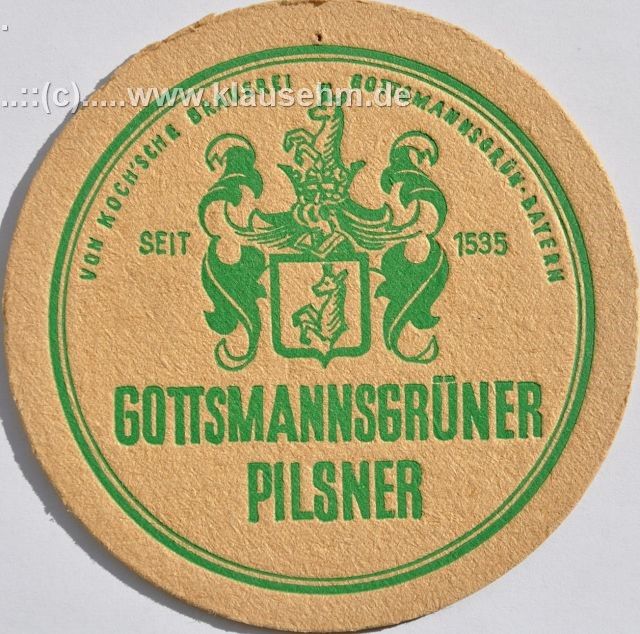 ...::(c).....www.klausehm.de
VON KOCH'SCHE BRAUEREI - GOTTSMANNSGRÜN·BAYERN
SEIT 1535
GOTTSMANNSGRÜNER
PILSNER